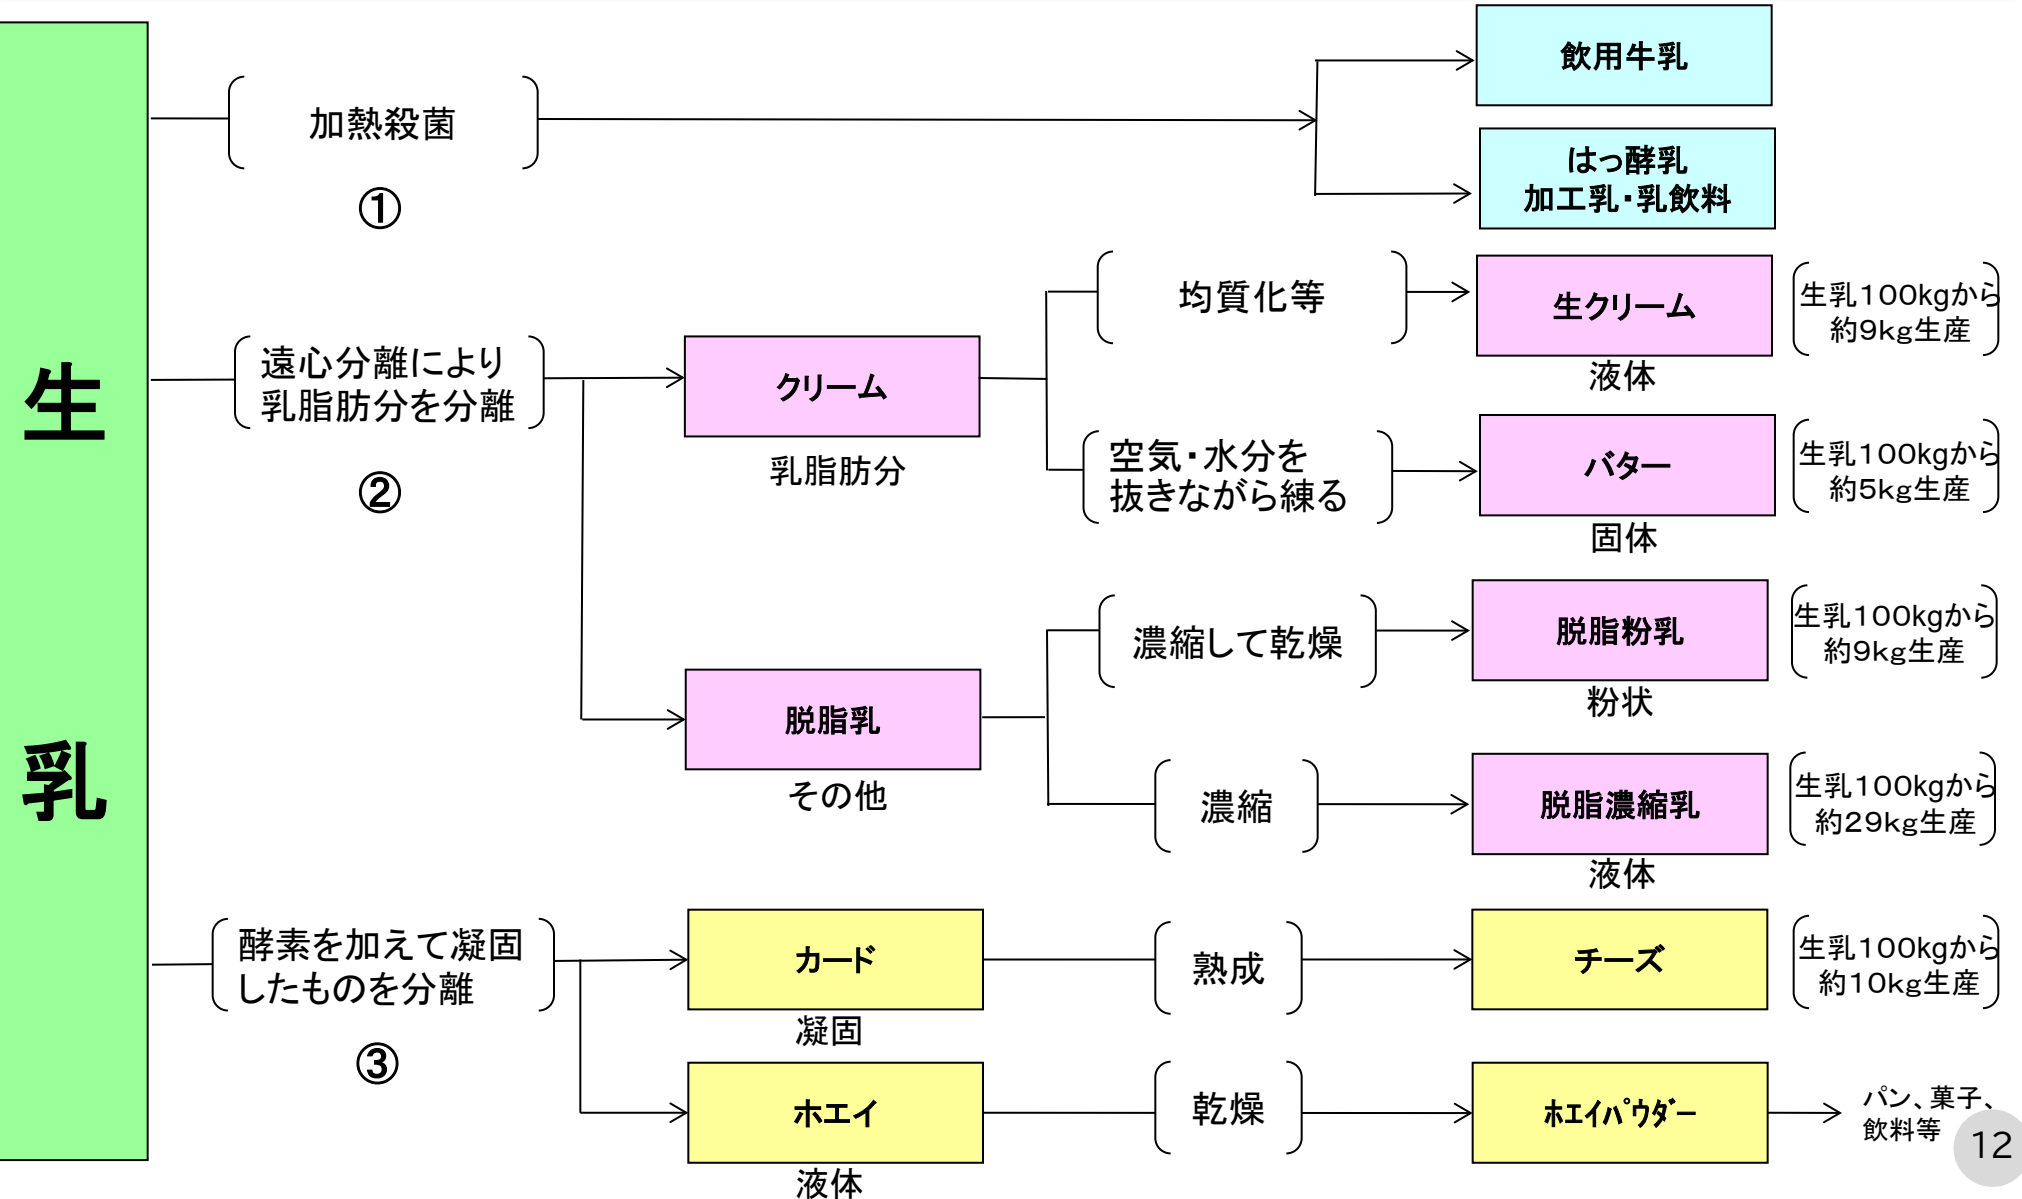 生
乳
加熱殺菌
①
飲用牛乳
はっ酵乳
加工乳・乳飲料
遠心分離により
乳脂肪分を分離
②
クリーム
乳脂肪分
均質化等
生クリーム
液体
生乳100kgから
約9kg生産
空気・水分を
抜きながら練る
バター
固体
生乳100kgから
約5kg生産
脱脂乳
その他
濃縮して乾燥
脱脂粉乳
粉状
生乳100kgから
約9kg生産
濃縮
脱脂濃縮乳
液体
生乳100kgから
約29kg生産
酵素を加えて凝固
したものを分離
③
カード
凝固
熟成
チーズ
生乳100kgから
約10kg生産
ホエイ
液体
乾燥
ホエイパウダー
パン、菓子、
飲料等
12